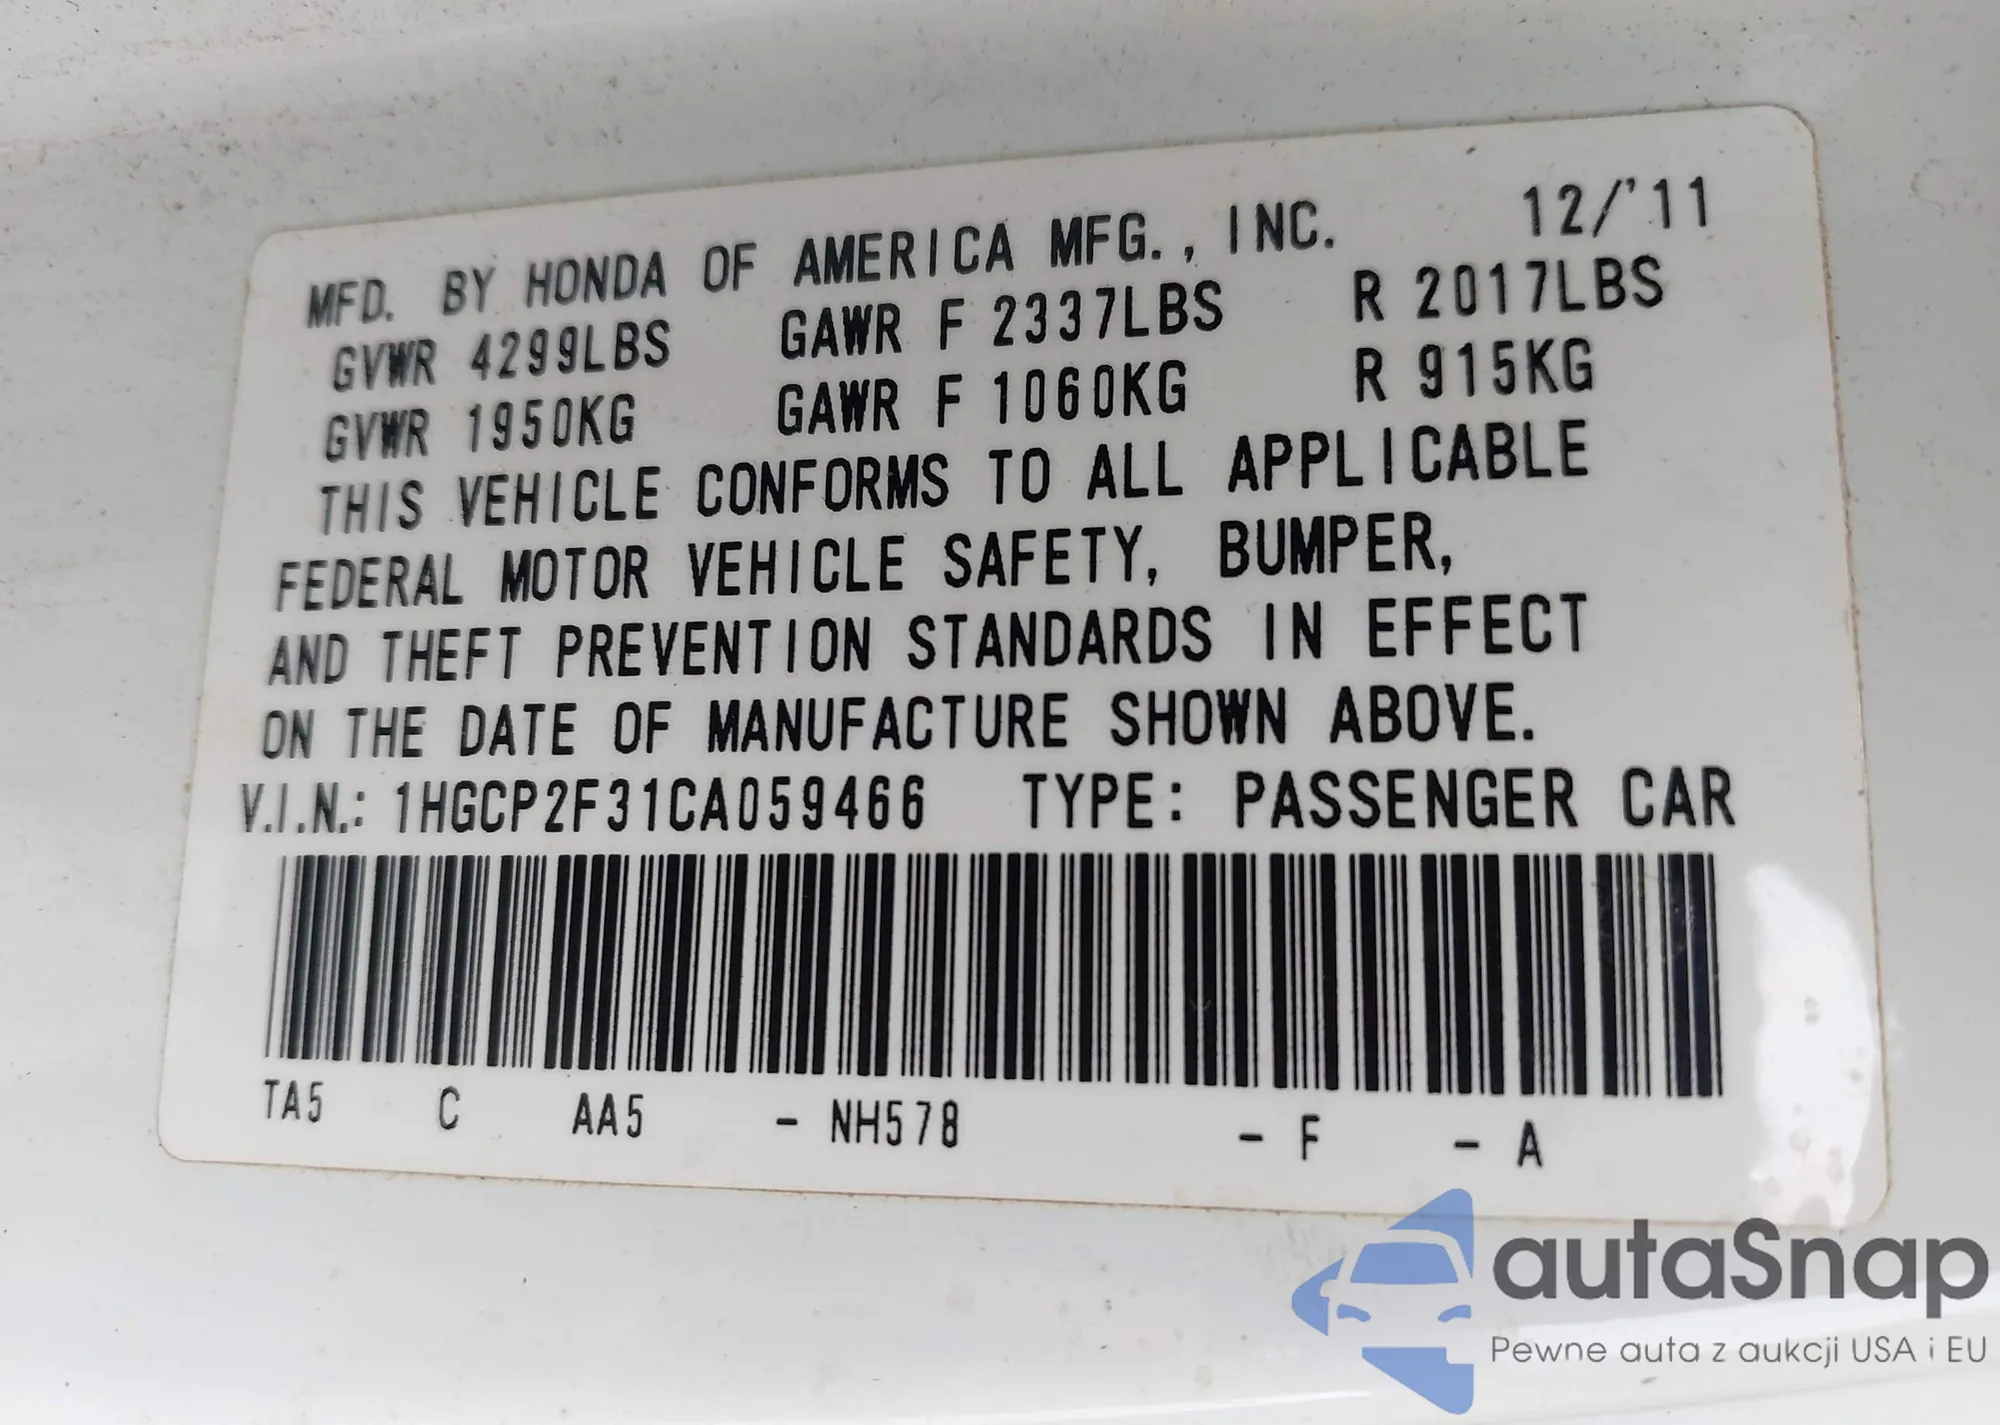 MFD. BY HONDA OF AMERICA MFG., INC. 12/'11
GVWR 4299LBS GAWR F 2337LBS R 2017LBS
GVWR 1950KG GAWR F 1060KG R 915KG
THIS VEHICLE CONFORMS TO ALL APPLICABLE
FEDERAL MOTOR VEHICLE SAFETY, BUMPER,
AND THEFT PREVENTION STANDARDS IN EFFECT
ON THE DATE OF MANUFACTURE SHOWN ABOVE.
V.I.N.: 1HGCP2F31CA059466 TYPE: PASSENGER CAR
TA5 C AA5 - NH578 - F - A
autaSnap
Pewne auta z aukcji USA i EU